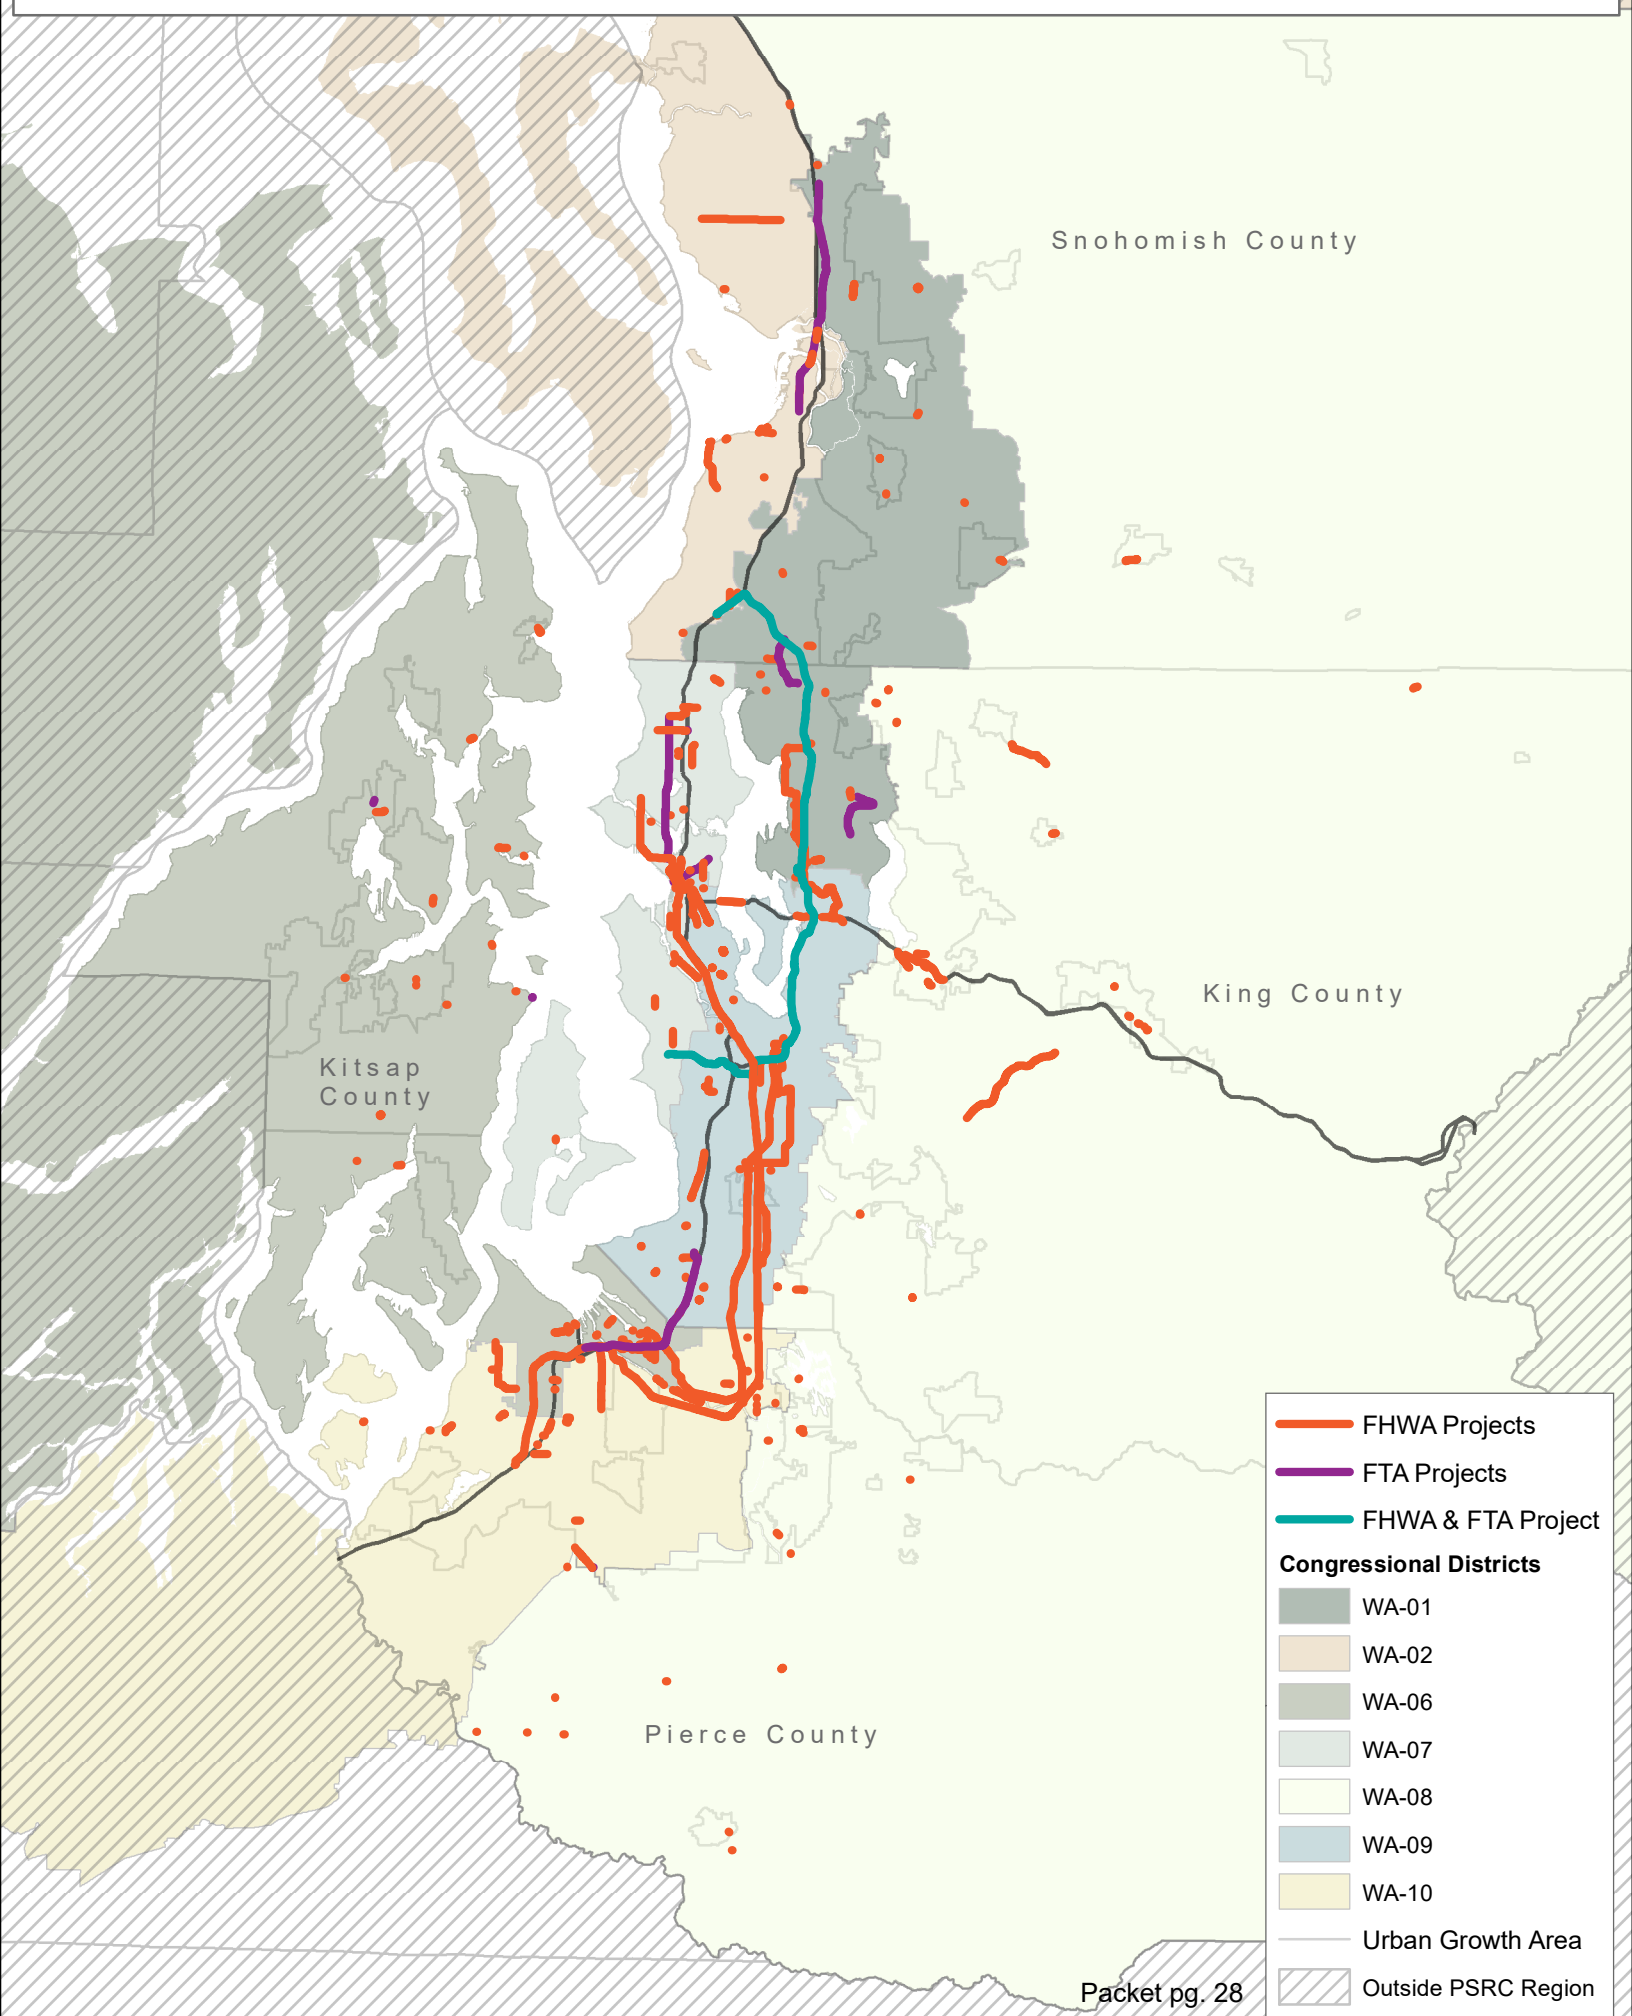 Snohomish County
King County
Kitsap
County
Pierce County
FHWA Projects
FTA Projects
FHWA & FTA Project
Congressional Districts
WA-01
WA-02
WA-06
WA-07
WA-08
WA-09
WA-10
Urban Growth Area
Outside PSRC Region
Packet pg. 28